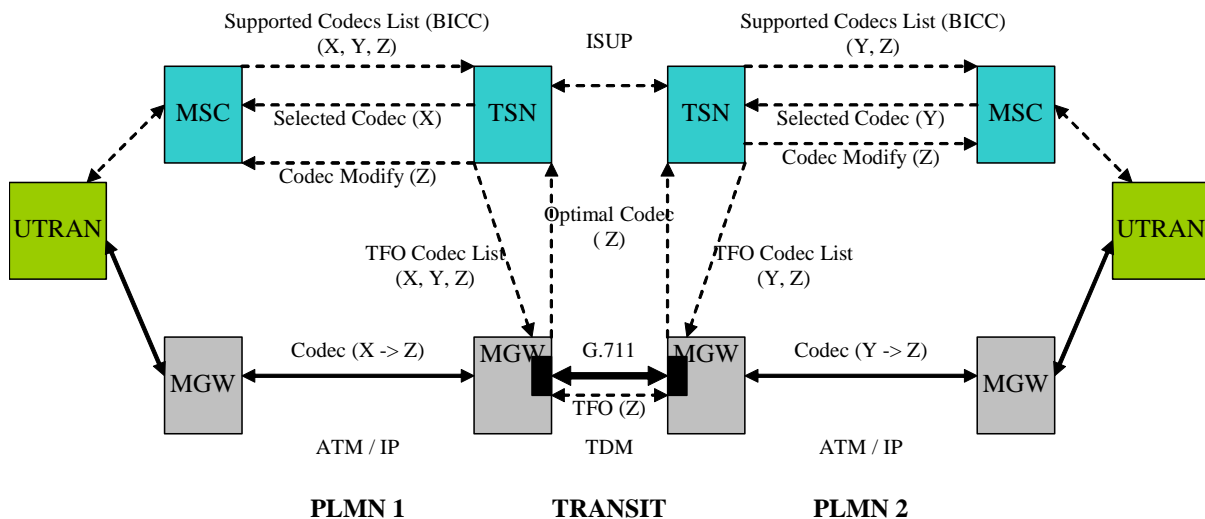 Supported Codecs List (BICC)
(X, Y, Z)
ISUP
Supported Codecs List (BICC)
(Y, Z)
MSC
TSN
TSN
MSC
Selected Codec (X)
Selected Codec (Y)
Codec Modify (Z)
Codec Modify (Z)
UTRAN
UTRAN
Optimal Codec
( Z)
TFO Codec List
(X, Y, Z)
TFO Codec List
(Y, Z)
MGW
Codec (X -> Z)
MGW
G.711
MGW
Codec (Y -> Z)
MGW
TFO (Z)
ATM / IP
TDM
ATM / IP
PLMN 1
TRANSIT
PLMN 2